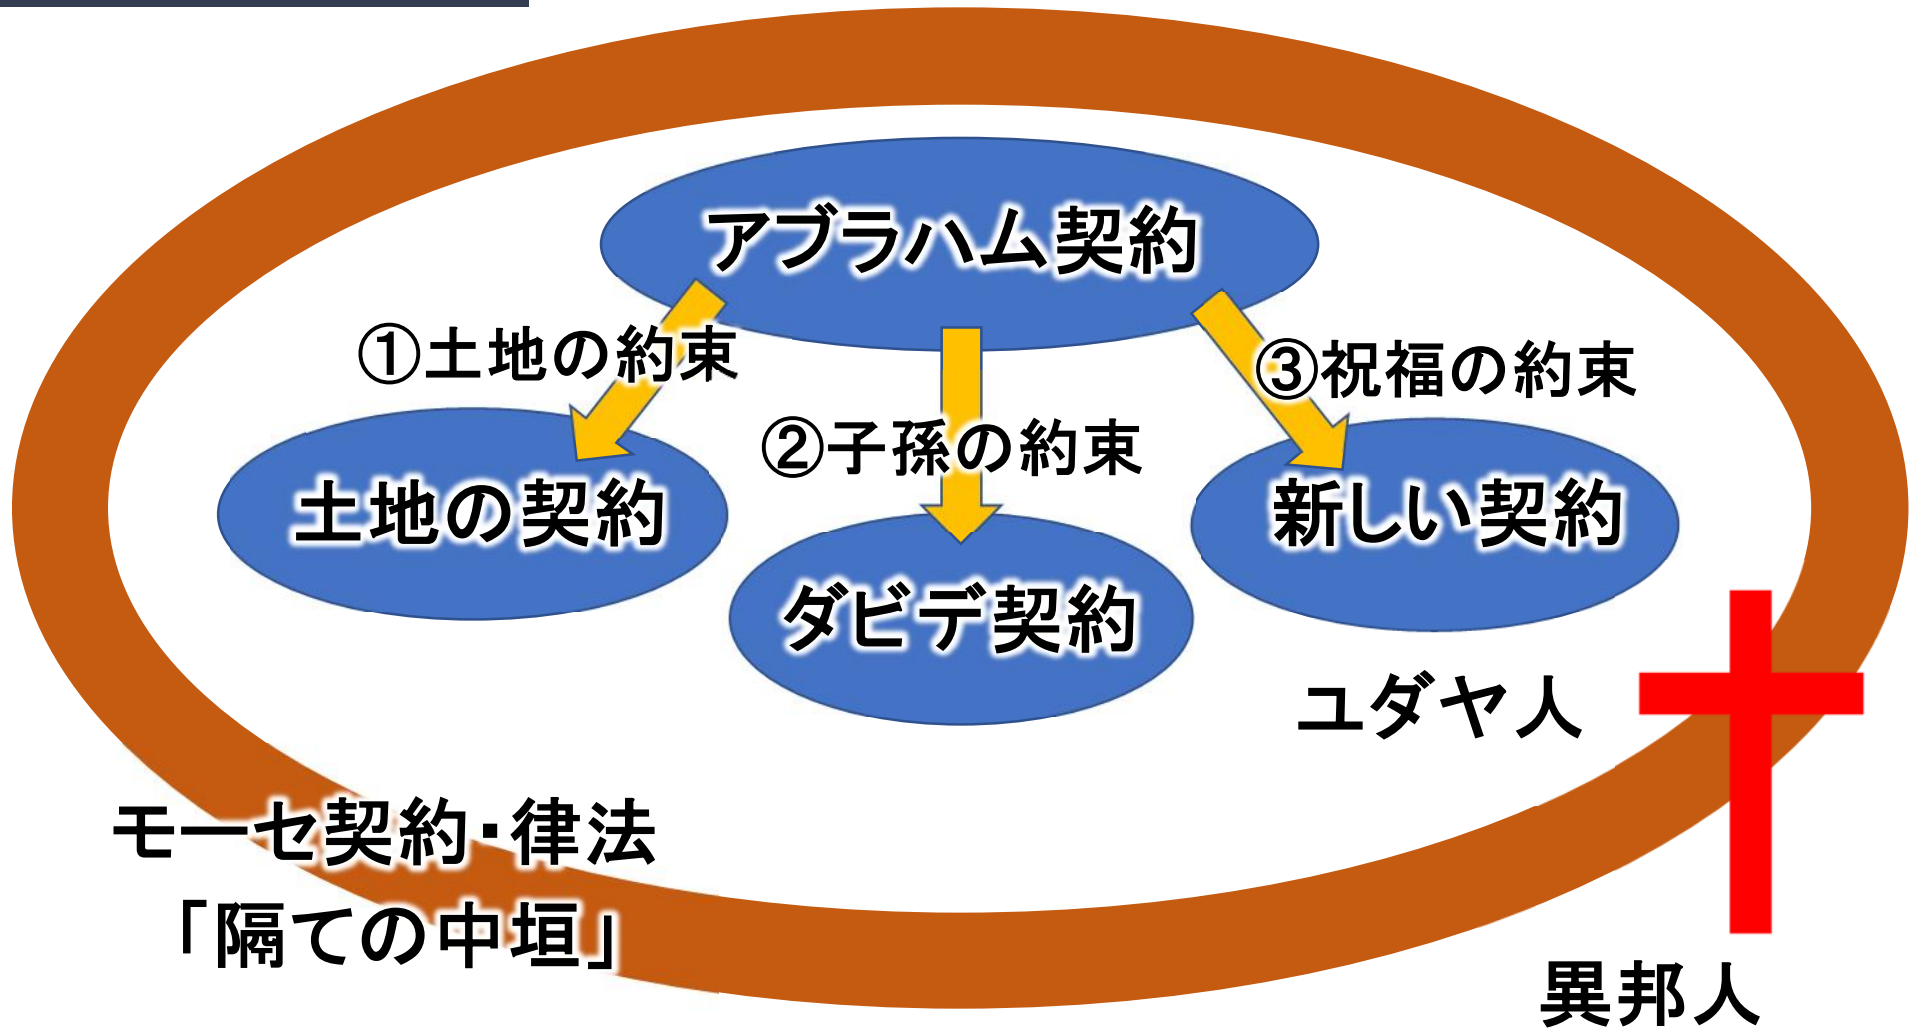 アブラハム契約
①土地の約束
③祝福の約束
②子孫の約束
土地の契約
新しい契約
ダビデ契約
ユダヤ人
モーセ契約・律法
「隔ての中垣」
異邦人